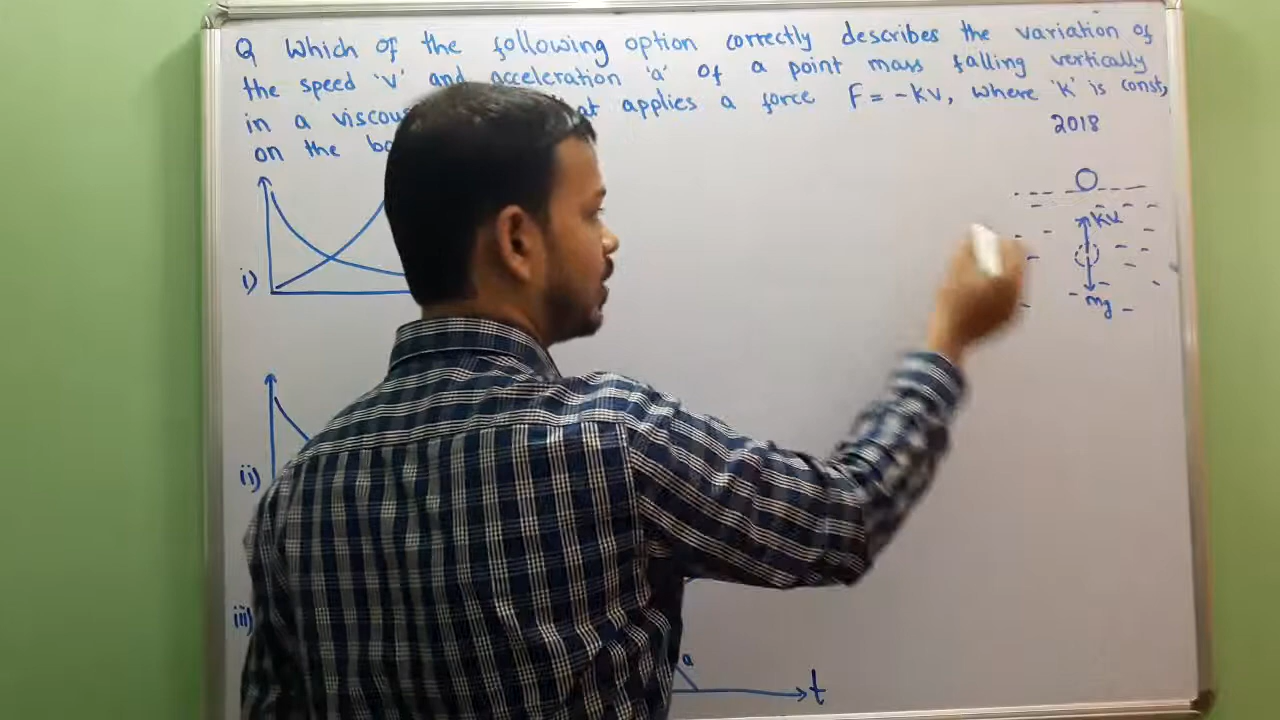 Q Which of the following option correctly describes the variation of
the speed 'v' and acceleration 'a' of a point mass falling vertically
in a applies a force F = -KV, where 'K' is const,
on the
2018
KV
mg
i)
(ii)
iii)
a
t